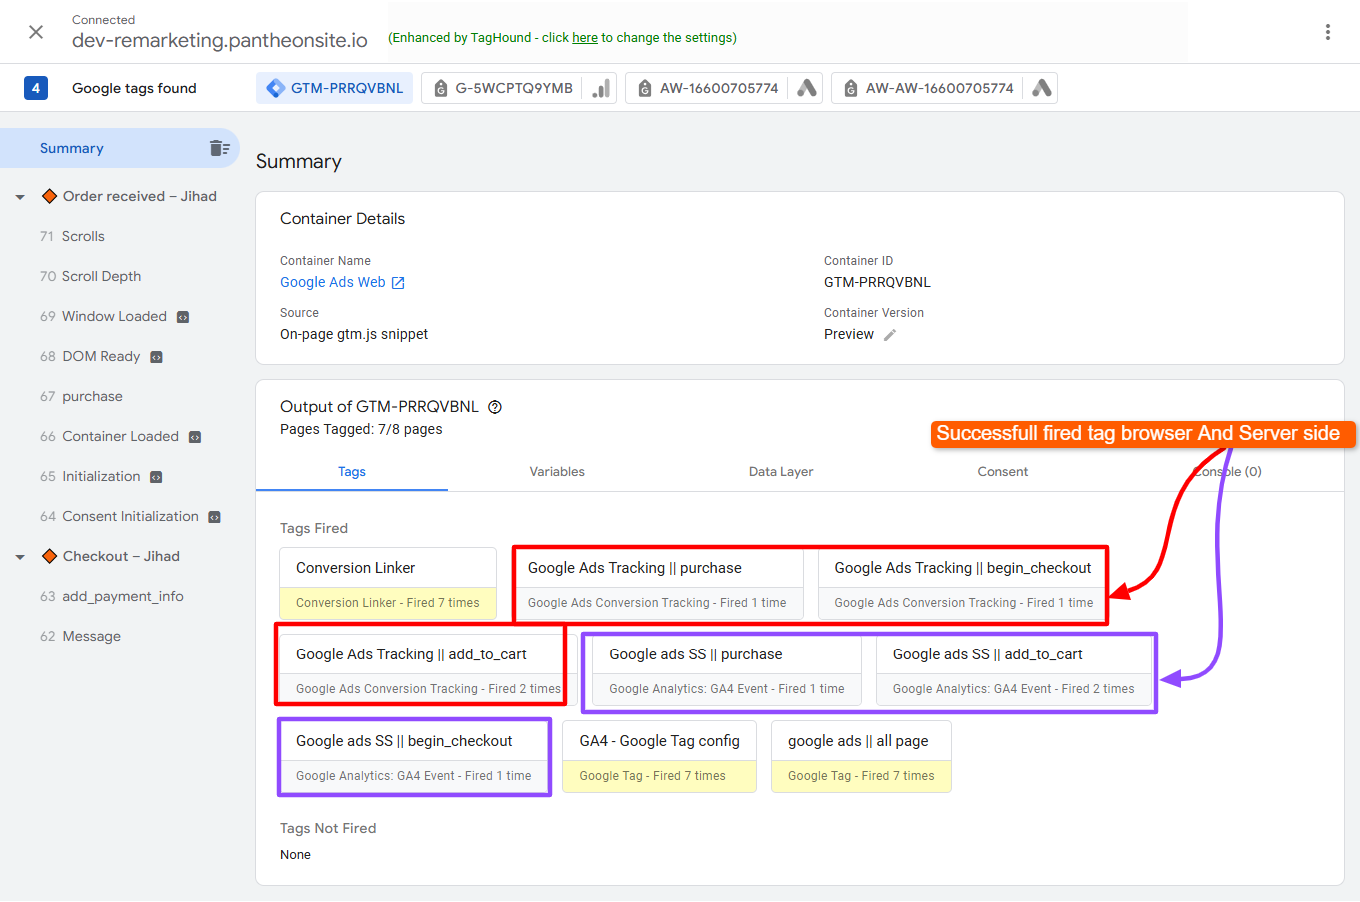 Connected
dev-remarketing.pantheonsite.io
(Enhanced by TagHound - click here to change the settings)
4
Google tags found
GTM-PRRQVBNL
G-5WCPTQ9YMB
AW-16600705774
AW-AW-16600705774
Summary
Order received – Jihad
71 Scrolls
70 Scroll Depth
69 Window Loaded
68 DOM Ready
67 purchase
66 Container Loaded
65 Initialization
64 Consent Initialization
Checkout – Jihad
63 add_payment_info
62 Message
Summary
Container Details
Container Name
Google Ads Web
Container ID
GTM-PRRQVBNL
Source
On-page gtm.js snippet
Container Version
Preview
Output of GTM-PRRQVBNL
Pages Tagged: 7/8 pages
Successfull fired tag browser And Server side
Tags
Variables
Data Layer
Consent
Console (0)
Tags Fired
Conversion Linker
Conversion Linker - Fired 7 times
Google Ads Tracking || purchase
Google Ads Conversion Tracking - Fired 1 time
Google Ads Tracking || begin_checkout
Google Ads Conversion Tracking - Fired 1 time
Google Ads Tracking || add_to_cart
Google Ads Conversion Tracking - Fired 2 times
Google ads SS || purchase
Google Analytics: GA4 Event - Fired 1 time
Google ads SS || add_to_cart
Google Analytics: GA4 Event - Fired 2 times
Google ads SS || begin_checkout
Google Analytics: GA4 Event - Fired 1 time
GA4 - Google Tag config
Google Tag - Fired 7 times
google ads || all page
Google Tag - Fired 7 times
Tags Not Fired
None